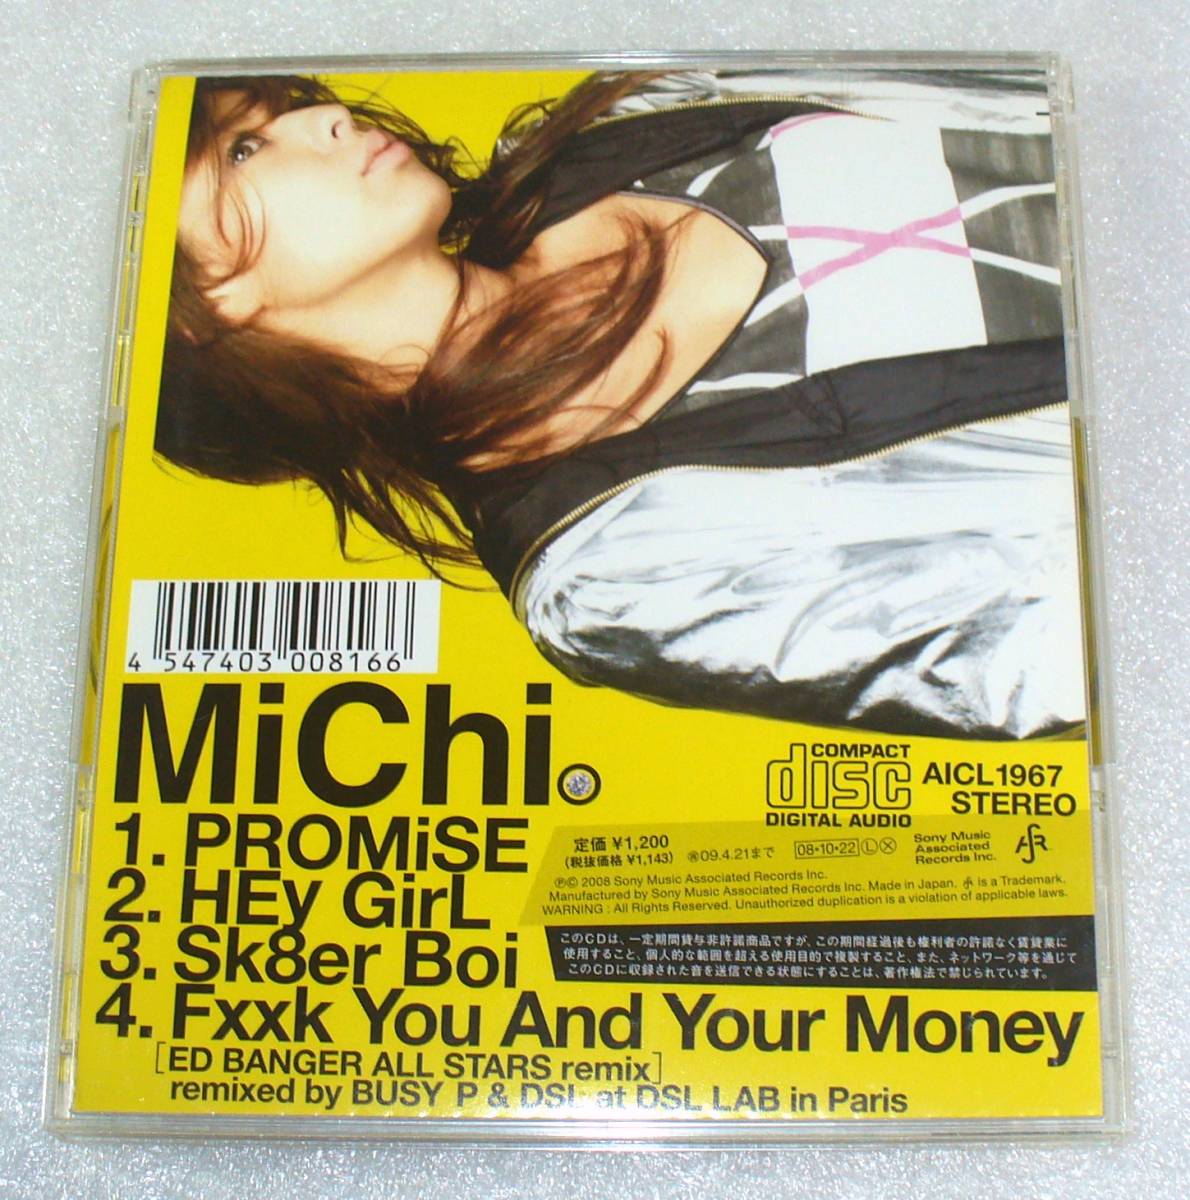 4 547403 008166
MiChi.
1. PROMiSE
2. HEy GirL
3. Sk8er Boi
4. Fxxk You And Your Money
[ED BANGER ALL STARS remix]
remixed by BUSY P & DSL at DSL LAB in Paris
COMPACT
disc
DIGITAL AUDIO
AICL1967
STEREO
定価 ¥1,200
(税抜価格 ¥1,143)
09.4.21まで
08・10・22 Ⓛ Ⓧ
Sony Music
Associated
Records Inc.
Ⓟ© 2008 Sony Music Associated Records Inc.
Manufactured by Sony Music Associated Records Inc. Made in Japan. is a Trademark.
WARNING : All Rights Reserved. Unauthorized duplication is a violation of applicable laws.
このCDは、一定期間貸与非許諾商品ですが、この期間経過後も権利者の許諾なく賃貸業に
使用すること、個人的な範囲を超える使用目的で複製すること、また、ネットワーク等を通じて
このCDに収録された音を送信できる状態にすることは、著作権法で禁じられています。